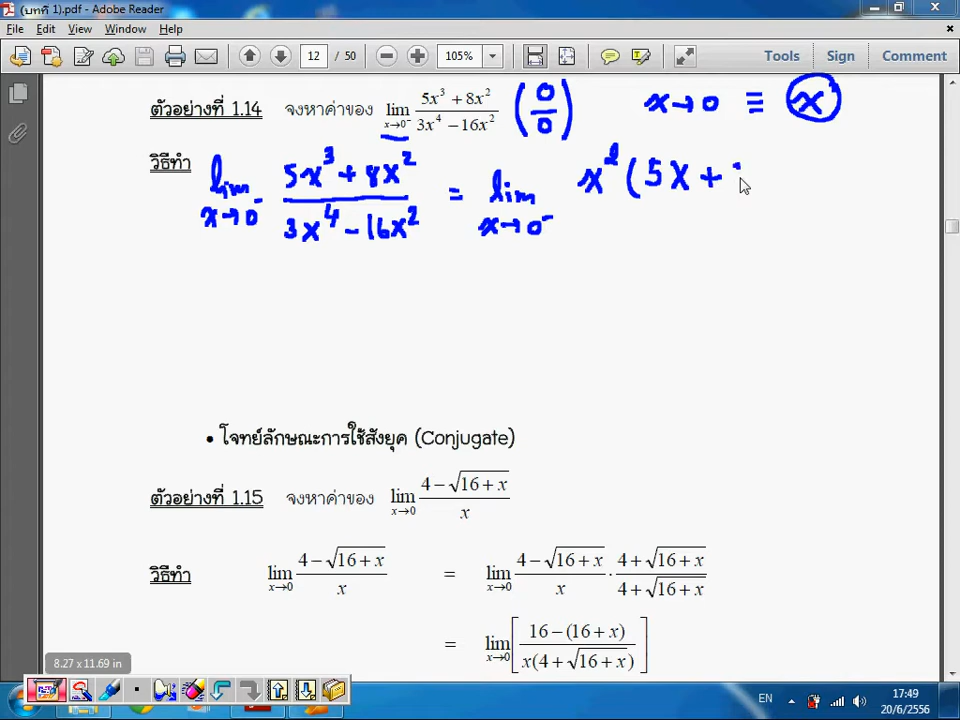 (บทที่ 1).pdf - Adobe Reader
File Edit View Window Help
12 / 50 105% Tools Sign Comment
ตัวอย่างที่ 1.14 จงหาค่าของ lim x→0⁻ (5x³ + 8x²)/(3x⁴ − 16x²) (0/0) x→0 ≡ x
วิธีทำ lim x→0⁻ (5x³ + 8x²)/(3x⁴ − 16x²) = lim x→0⁻ x²(5x +
• โจทย์ลักษณะการใช้สังยุค (Conjugate)
ตัวอย่างที่ 1.15 จงหาค่าของ lim x→0 (4 − √(16 + x))/x
วิธีทำ lim x→0 (4 − √(16 + x))/x = lim x→0 (4 − √(16 + x))/x · (4 + √(16 + x))/(4 + √(16 + x))
= lim x→0 [(16 − (16 + x))/(x(4 + √(16 + x)))]
8.27 x 11.69 in
EN 17:49
20/6/2556